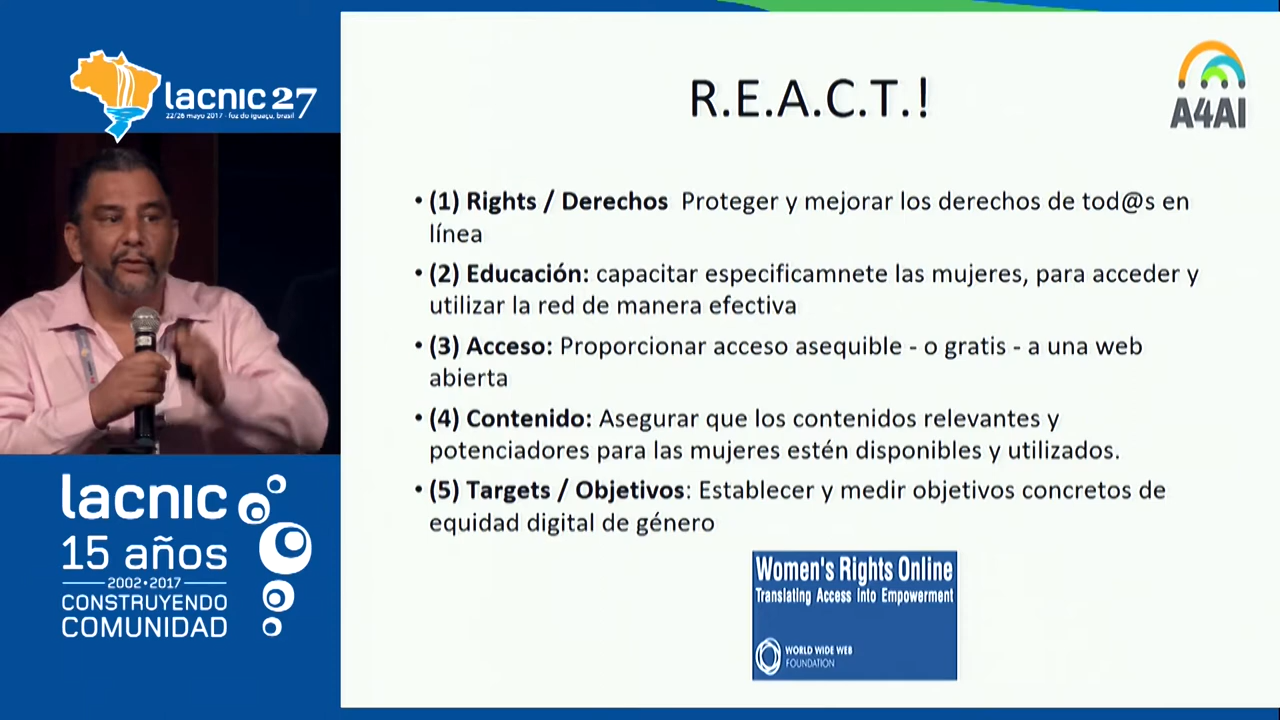 lacnic 27
22/26 mayo 2017 - foz do iguaçu, brasil
lacnic
15 años
2002•2017
CONSTRUYENDO
COMUNIDAD
R.E.A.C.T.!
A4AI
• (1) Rights / Derechos Proteger y mejorar los derechos de tod@s en
línea
• (2) Educación: capacitar especificamnete las mujeres, para acceder y
utilizar la red de manera efectiva
• (3) Acceso: Proporcionar acceso asequible - o gratis - a una web
abierta
• (4) Contenido: Asegurar que los contenidos relevantes y
potenciadores para las mujeres estén disponibles y utilizados.
• (5) Targets / Objetivos: Establecer y medir objetivos concretos de
equidad digital de género
Women's Rights Online
Translating Access into Empowerment
WORLD WIDE WEB
FOUNDATION